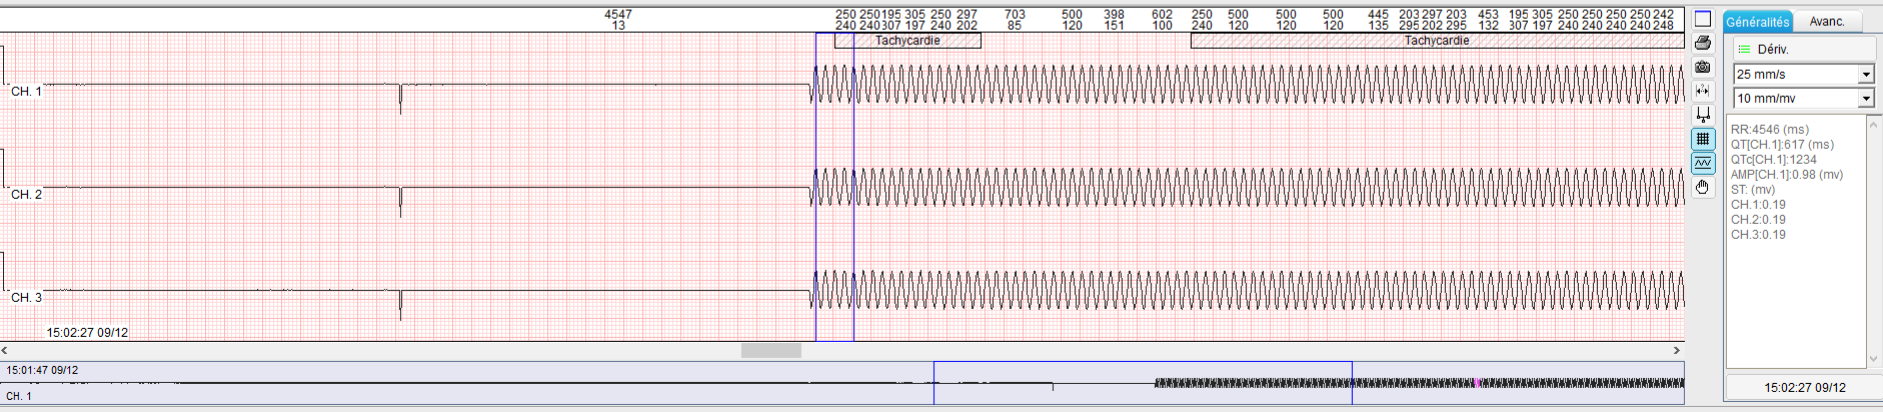 4547 250 250 195 305 250 297 703 500 398 602 250 500 500 500 445 203 297 203 453 195 305 250 250 250 250 242
13 240 240 307 197 240 202 85 120 151 100 240 120 120 120 135 295 202 295 132 307 197 240 240 240 240 248
Tachycardie Tachycardie
CH. 1
CH. 2
CH. 3
15:02:27 09/12
15:01:47 09/12
CH. 1
Généralités Avanc.
Dériv.
25 mm/s
10 mm/mv
RR:4546 (ms)
QT[CH.1]:617 (ms)
QTc[CH.1]:1234
AMP[CH.1]:0.98 (mv)
ST: (mv)
CH.1:0.19
CH.2:0.19
CH.3:0.19
15:02:27 09/12